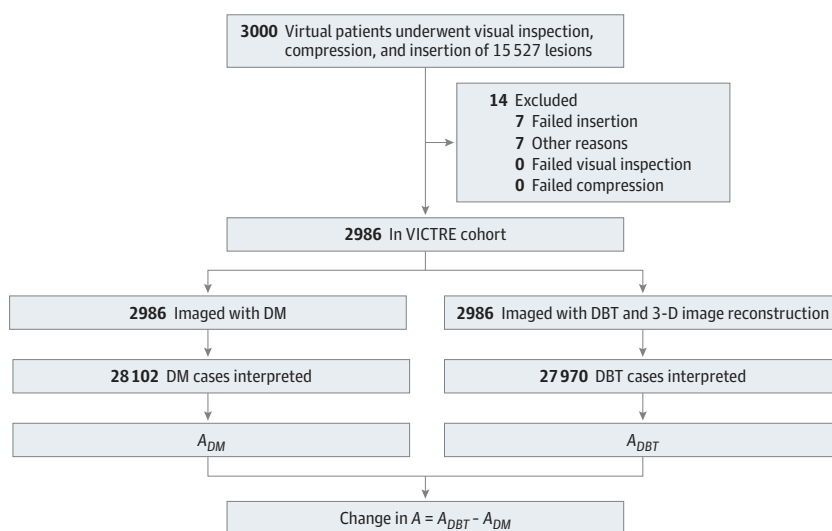 3000 Virtual patients underwent visual inspection,
compression, and insertion of 15 527 lesions
14 Excluded
7 Failed insertion
7 Other reasons
0 Failed visual inspection
0 Failed compression
2986 In VICTRE cohort
2986 Imaged with DM
2986 Imaged with DBT and 3-D image reconstruction
28 102 DM cases interpreted
27 970 DBT cases interpreted
A_DM
A_DBT
Change in A = A_DBT - A_DM